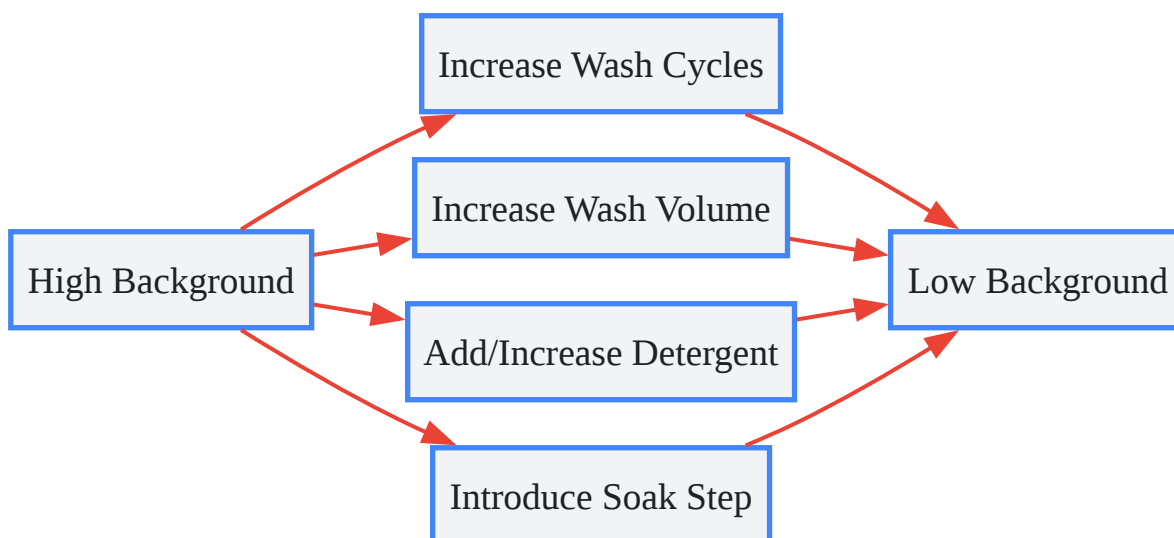 Increase Wash Cycles
Increase Wash Volume
High Background
Low Background
Add/Increase Detergent
Introduce Soak Step